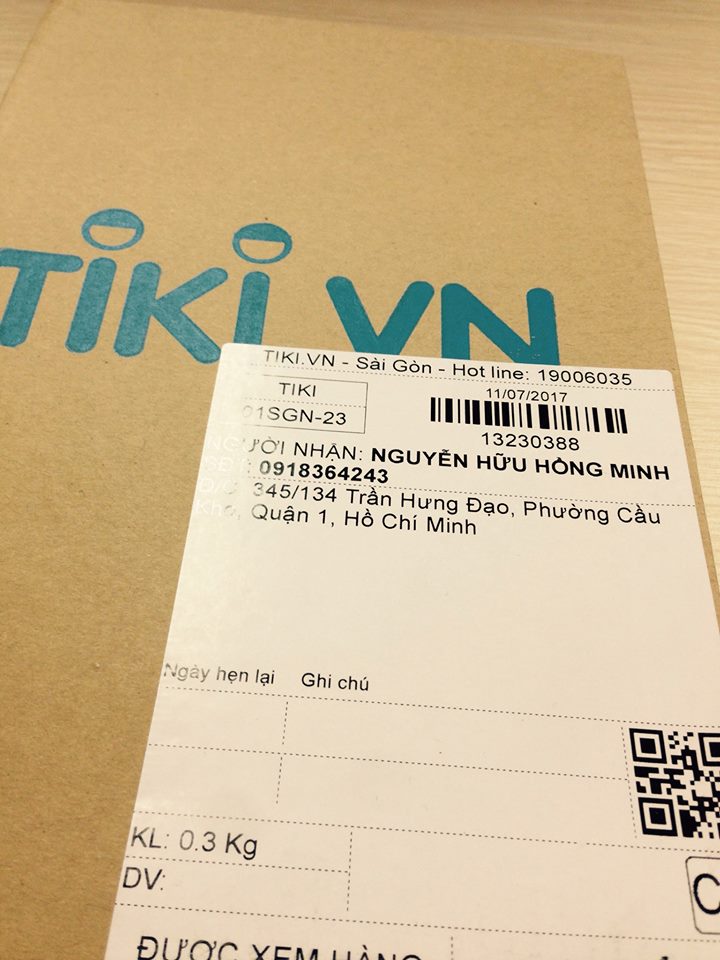 TIKI.VN
TIKI.VN - Sài Gòn - Hot line: 19006035
TIKI
01SGN-23
11/07/2017
13230388
NGƯỜI NHẬN: NGUYỄN HỮU HỒNG MINH
SĐT: 0918364243
Đ/C: 345/134 Trần Hưng Đạo, Phường Cầu
Kho, Quận 1, Hồ Chí Minh
Ngày hẹn lại Ghi chú
KL: 0.3 Kg
DV:
ĐƯỢC XEM HÀNG